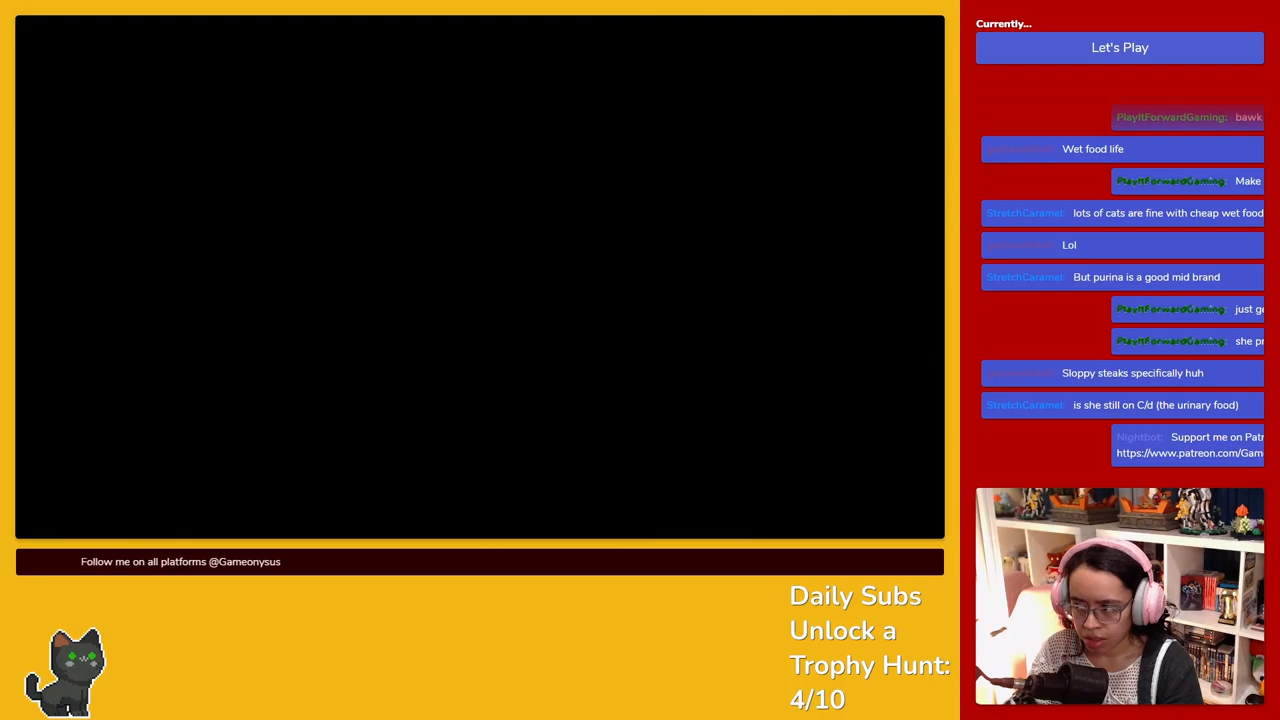 Currently...
Let's Play
PlayItForwardGaming: bawk
Wet food life
PlayItForwardGaming: Make
StretchCaramel: lots of cats are fine with cheap wet food
Lol
StretchCaramel: But purina is a good mid brand
PlayItForwardGaming: just
PlayItForwardGaming: she
Sloppy steaks specifically huh
StretchCaramel: is she still on C/d (the urinary food)
Nightbot: Support me on
https://www.patreon.com/Gam
Follow me on all platforms @Gameonysus
Daily Subs
Unlock a
Trophy Hunt:
4/10